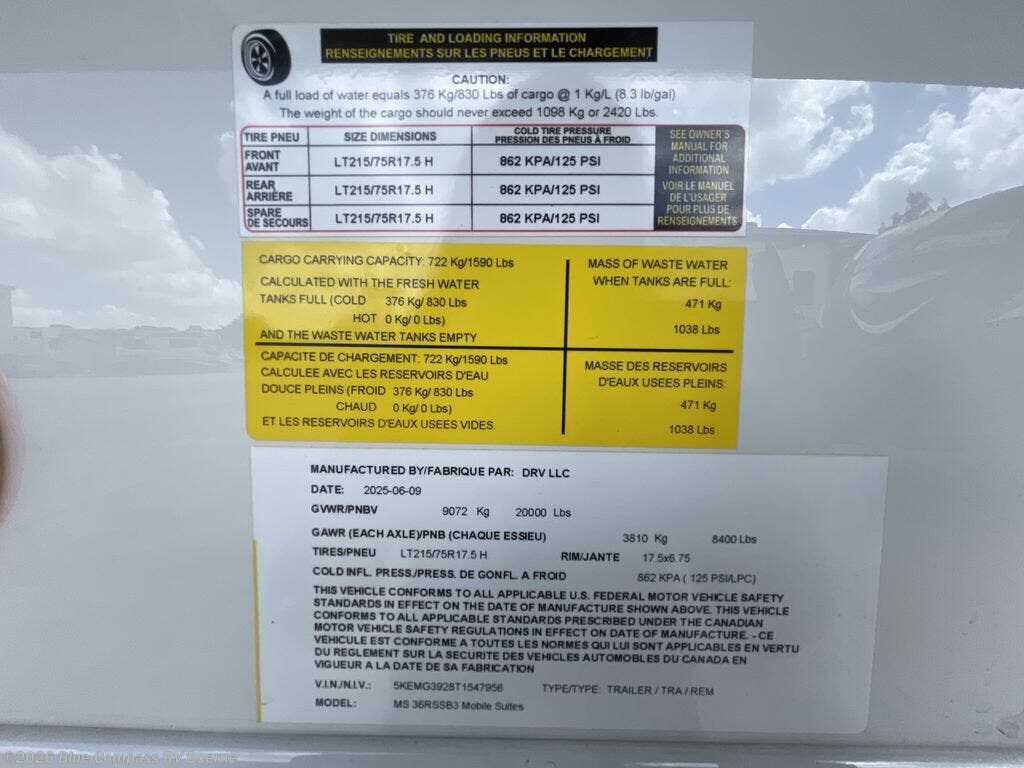 TIRE AND LOADING INFORMATION
RENSEIGNEMENTS SUR LES PNEUS ET LE CHARGEMENT
CAUTION:
A full load of water equals 376 Kg/830 Lbs of cargo @ 1 Kg/L (8.3 lb/gal)
The weight of the cargo should never exceed 1098 Kg or 2420 Lbs.
TIRE PNEU SIZE DIMENSIONS COLD TIRE PRESSURE
PRESSION DES PNEUS À FROID
FRONT
AVANT
LT215/75R17.5 H 862 KPA/125 PSI
REAR
ARRIÈRE
LT215/75R17.5 H 862 KPA/125 PSI
SPARE
DE SECOURS
LT215/75R17.5 H 862 KPA/125 PSI
SEE OWNER'S
MANUAL FOR
ADDITIONAL
INFORMATION
VOIR LE MANUEL
DE L'USAGER
POUR PLUS DE
RENSEIGNEMENTS
CARGO CARRYING CAPACITY: 722 Kg/1590 Lbs
CALCULATED WITH THE FRESH WATER
TANKS FULL (COLD 376 Kg/ 830 Lbs
HOT 0 Kg/ 0 Lbs)
AND THE WASTE WATER TANKS EMPTY
MASS OF WASTE WATER
WHEN TANKS ARE FULL:
471 Kg
1038 Lbs
CAPACITE DE CHARGEMENT: 722 Kg/1590 Lbs
CALCULEE AVEC LES RESERVOIRS D'EAU
DOUCE PLEINS (FROID 376 Kg/ 830 Lbs
CHAUD 0 Kg/ 0 Lbs)
ET LES RESERVOIRS D'EAUX USEES VIDES.
MASSE DES RESERVOIRS
D'EAUX USEES PLEINS:
471 Kg
1038 Lbs
MANUFACTURED BY/FABRIQUE PAR: DRV LLC
DATE: 2025-06-09
GVWR/PNBV 9072 Kg 20000 Lbs
GAWR (EACH AXLE)/PNB (CHAQUE ESSIEU) 3810 Kg 8400 Lbs
TIRES/PNEU LT215/75R17.5 H RIM/JANTE 17.5x6.75
COLD INFL. PRESS./PRESS. DE GONFL. A FROID 862 KPA ( 125 PSI/LPC)
THIS VEHICLE CONFORMS TO ALL APPLICABLE U.S. FEDERAL MOTOR VEHICLE SAFETY
STANDARDS IN EFFECT ON THE DATE OF MANUFACTURE SHOWN ABOVE. THIS VEHICLE
CONFORMS TO ALL APPLICABLE STANDARDS PRESCRIBED UNDER THE CANADIAN
MOTOR VEHICLE SAFETY REGULATIONS IN EFFECT ON DATE OF MANUFACTURE. - CE
VEHICULE EST CONFORME A TOUTES LES NORMES QUI LUI SONT APPLICABLES EN VERTU
DU REGLEMENT SUR LA SECURITE DES VEHICLES AUTOMOBILES DU CANADA EN
VIGUEUR A LA DATE DE SA FABRICATION
V.I.N./N.I.V.: 5KEMG3928T1547956 TYPE/TYPE: TRAILER / TRA / REM
MODEL: MS 36RSSB3 Mobile Suites
©2026 Blue Compass RV Boerne